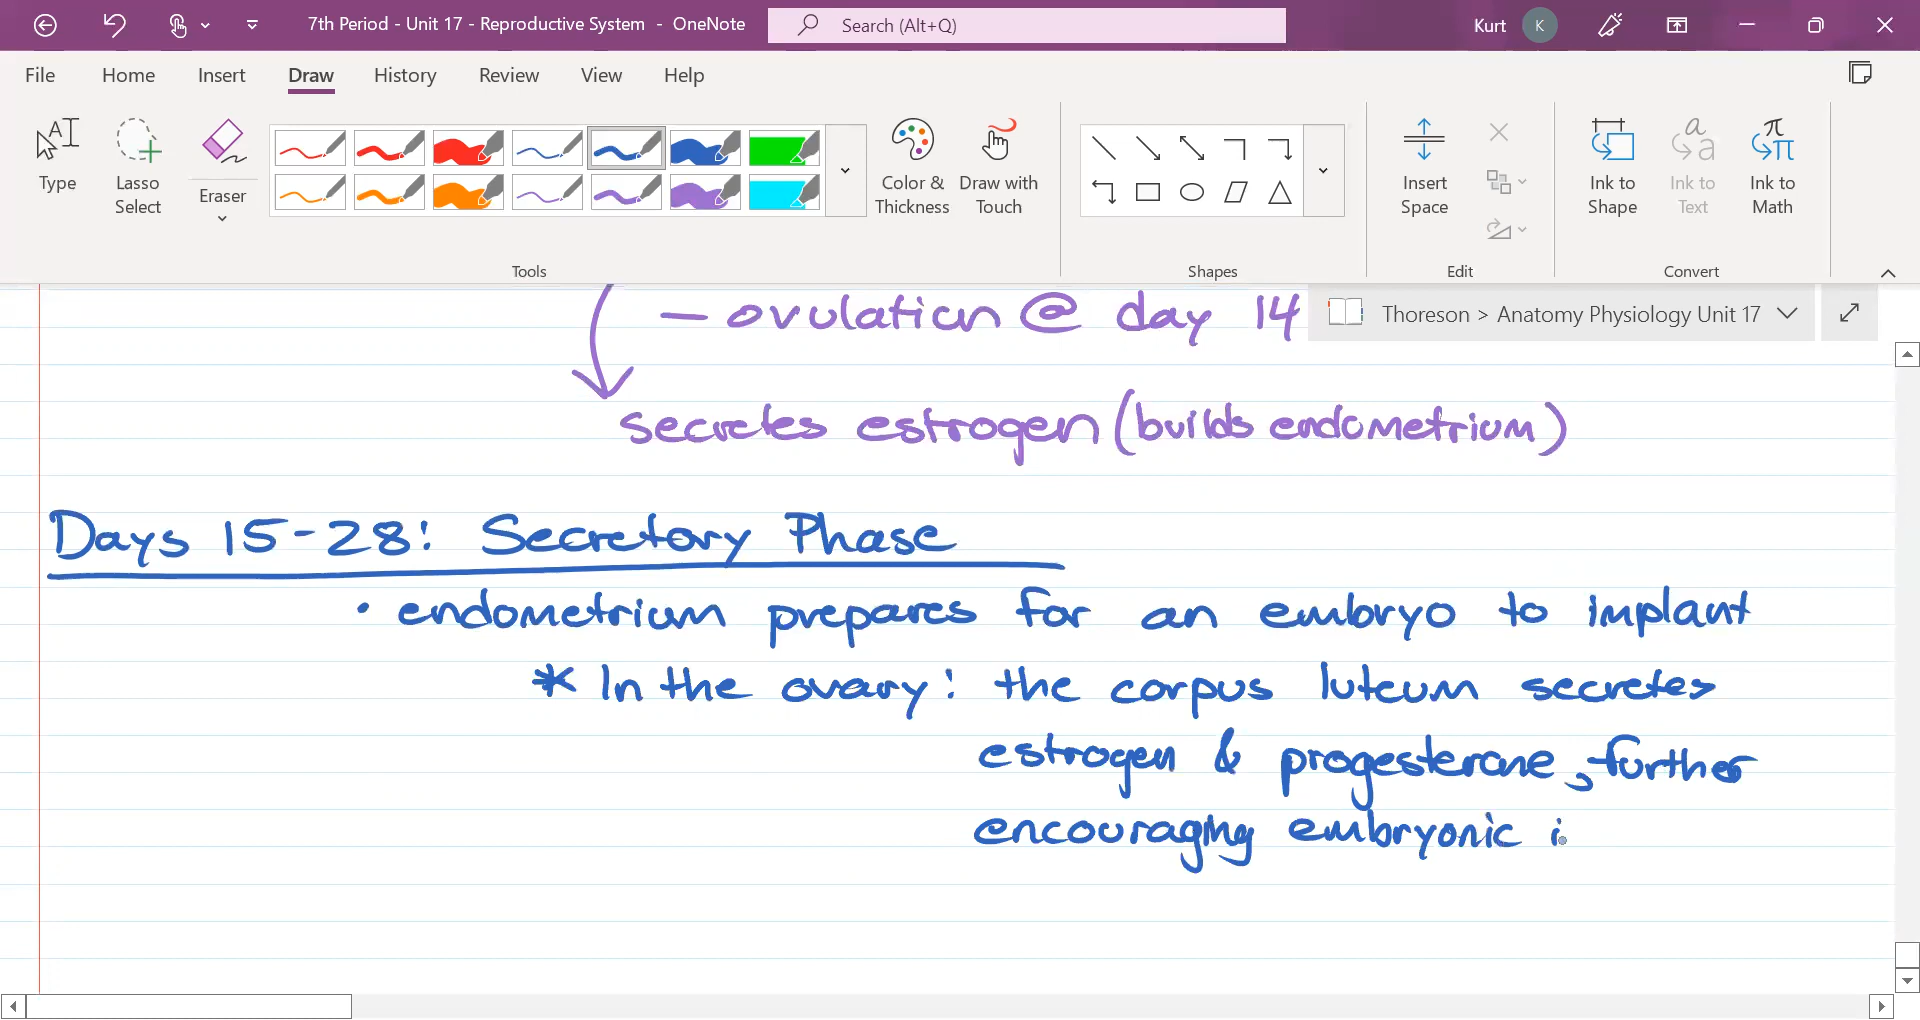 7th Period - Unit 17 - Reproductive System - OneNote
Search (Alt+Q)
Kurt
K
File Home Insert Draw History Review View Help
Type
Lasso Select
Eraser
Color & Thickness
Draw with Touch
Insert Space
Ink to Shape
Ink to Text
Ink to Math
Tools
Shapes
Edit
Convert
Thoreson > Anatomy Physiology Unit 17
- ovulation @ day 14
secretes estrogen (builds endometrium)
Days 15-28: Secretory Phase
• endometrium prepares for an embryo to implant
* In the ovary: the corpus luteum secretes
estrogen & progesterone, further
encouraging embryonic i